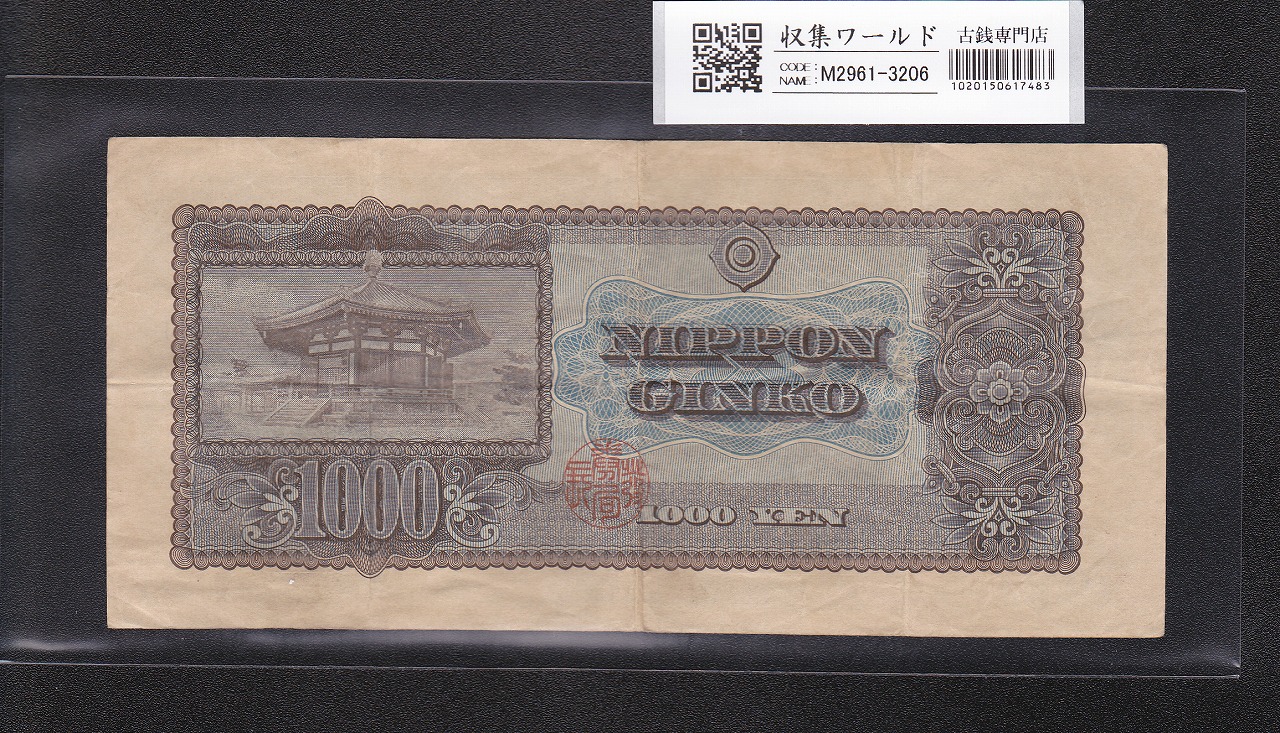 収集ワールド 古銭専門店
CODE:
NAME: M2961-3206
1020150617483
NIPPON
GINKO
1000
1000 YEN